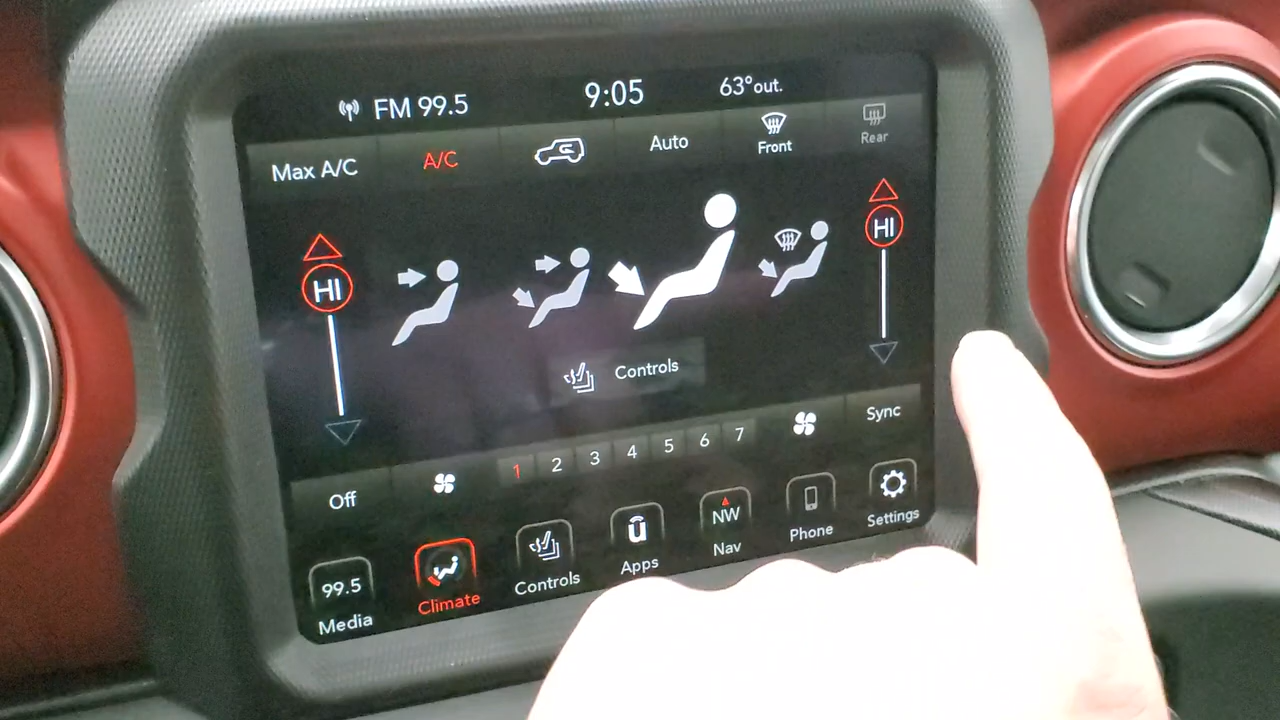 FM 99.5 9:05 63°out.
Max A/C A/C Auto Front Rear
HI HI
Controls
Sync
1 2 3 4 5 6 7
Off
99.5 NW
Media Climate Controls Apps Nav Phone Settings